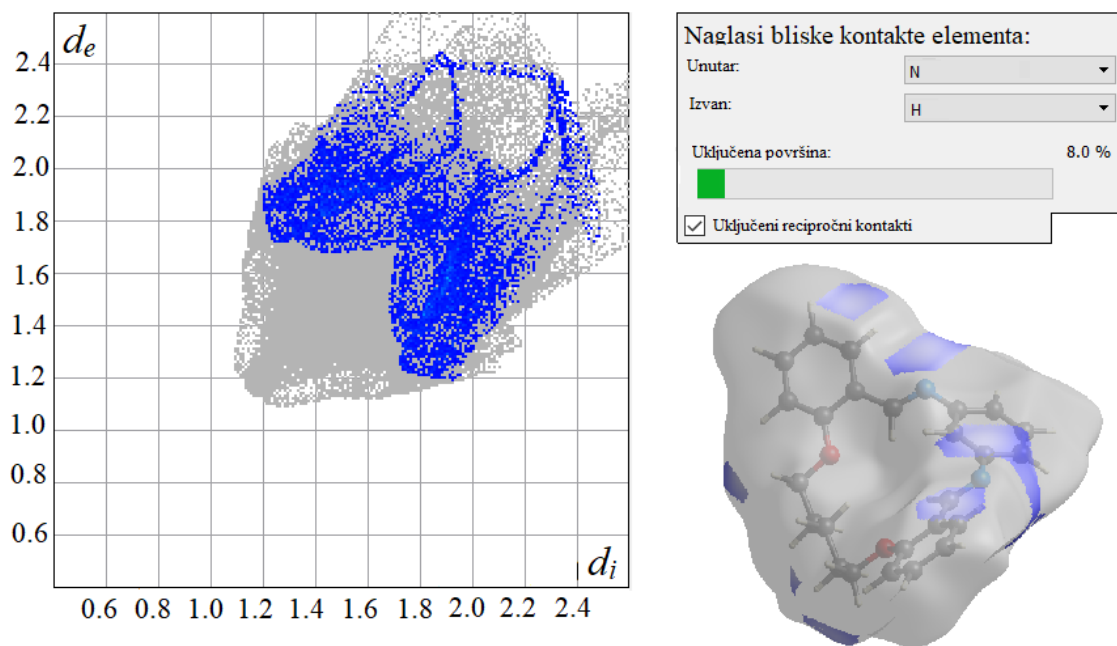 d_e
2.4
2.2
2.0
1.8
1.6
1.4
1.2
1.0
0.8
0.6
d_i
0.6 0.8 1.0 1.2 1.4 1.6 1.8 2.0 2.2 2.4
Naglasi bliske kontakte elementa:
Unutar: N
Izvan: H
Uključena površina: 8.0 %
Uključeni recipročni kontakti